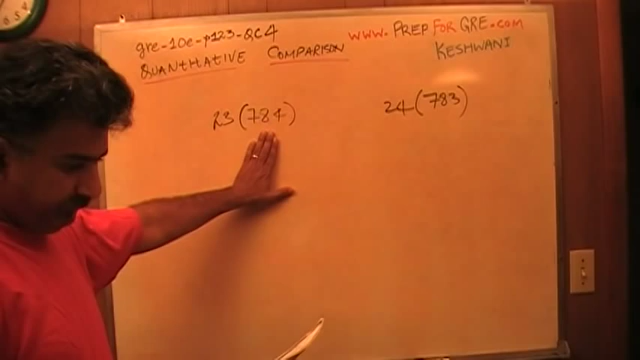 gre-10e-p123-QC4
QUANTITATIVE COMPARISON
www.PREPFORGRE.com
KESHWANI
23(784)
24(783)